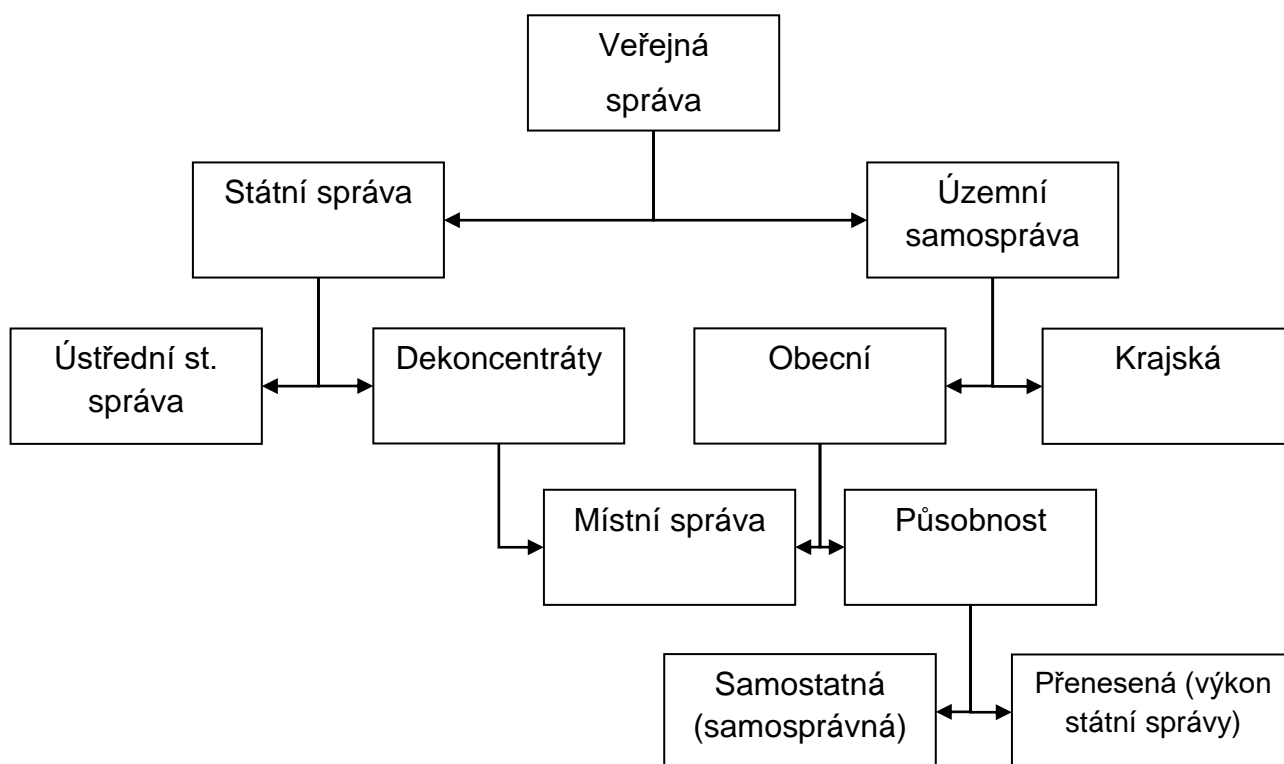 Veřejná
správa
Státní správa
Územní
samospráva
Ústřední st.
správa
Dekoncentráty
Obecní
Krajská
Místní správa
Působnost
Samostatná
(samosprávná)
Přenesená (výkon
státní správy)